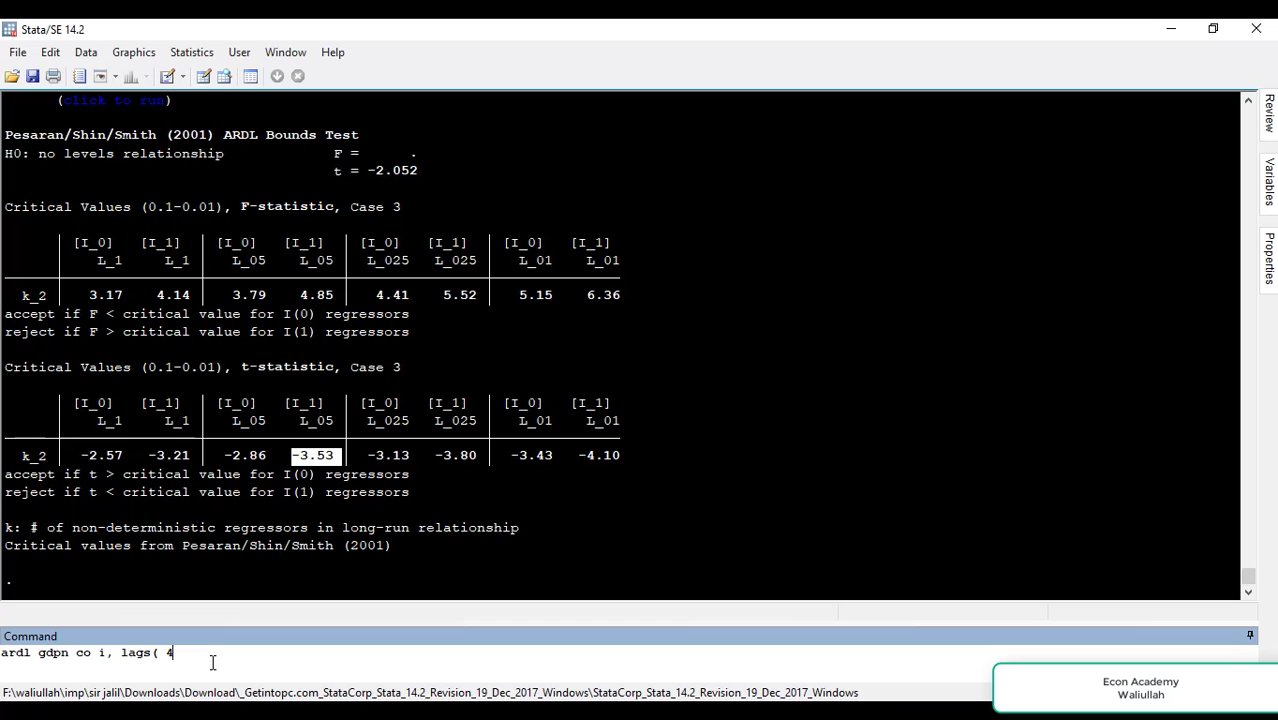 Stata/SE 14.2
File Edit Data Graphics Statistics User Window Help
(click to run)
Pesaran/Shin/Smith (2001) ARDL Bounds Test
H0: no levels relationship F = .
t = -2.052
Critical Values (0.1-0.01), F-statistic, Case 3
[I_0] [I_1] [I_0] [I_1] [I_0] [I_1] [I_0] [I_1]
L_1 L_1 L_05 L_05 L_025 L_025 L_01 L_01
k_2 3.17 4.14 3.79 4.85 4.41 5.52 5.15 6.36
accept if F < critical value for I(0) regressors
reject if F > critical value for I(1) regressors
Critical Values (0.1-0.01), t-statistic, Case 3
[I_0] [I_1] [I_0] [I_1] [I_0] [I_1] [I_0] [I_1]
L_1 L_1 L_05 L_05 L_025 L_025 L_01 L_01
k_2 -2.57 -3.21 -2.86 -3.53 -3.13 -3.80 -3.43 -4.10
accept if t > critical value for I(0) regressors
reject if t < critical value for I(1) regressors
k: # of non-deterministic regressors in long-run relationship
Critical values from Pesaran/Shin/Smith (2001)
.
Command
ardl gdpn co i, lags( 4
F:\waliullah\imp\sir jalil\Downloads\Download\_Getintopc.com_StataCorp_Stata_14.2_Revision_19_Dec_2017_Windows\StataCorp_Stata_14.2_Revision_19_Dec_2017_Windows
Review
Variables
Properties
Econ Academy
Waliullah